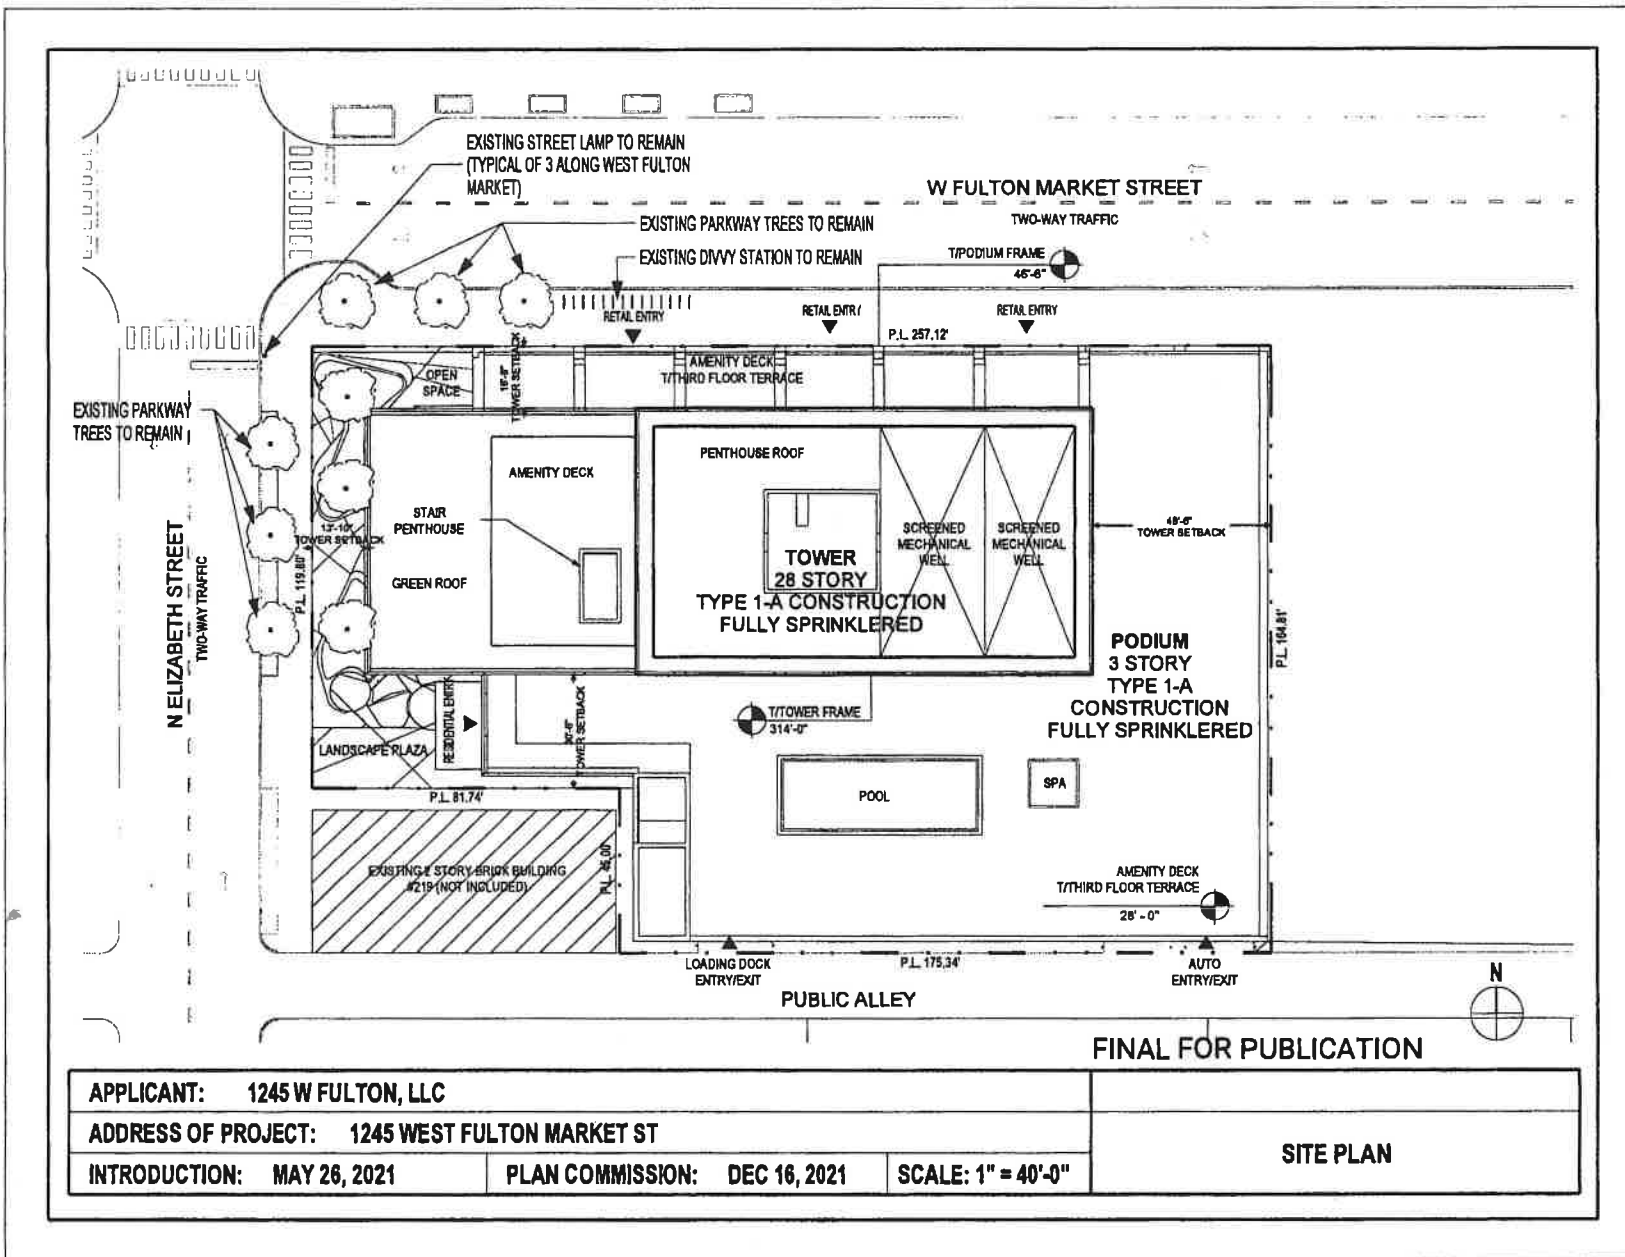 EXISTING STREET LAMP TO REMAIN
(TYPICAL OF 3 ALONG WEST FULTON
MARKET)
W FULTON MARKET STREET
TWO-WAY TRAFFIC
EXISTING PARKWAY TREES TO REMAIN
EXISTING DIVVY STATION TO REMAIN
T/PODIUM FRAME
46'-6"
RETAIL ENTRY
RETAIL ENTRY
RETAIL ENTRY
P.L. 257.12'
OPEN
SPACE
16'-8"
TOWER SETBACK
AMENITY DECK
T/THIRD FLOOR TERRACE
EXISTING PARKWAY
TREES TO REMAIN
AMENITY DECK
PENTHOUSE ROOF
STAIR
PENTHOUSE
13'-10"
TOWER SETBACK
GREEN ROOF
SCREENED
MECHANICAL
WELL
SCREENED
MECHANICAL
WELL
48'-6"
TOWER SETBACK
TOWER
28 STORY
TYPE 1-A CONSTRUCTION
FULLY SPRINKLERED
N ELIZABETH STREET
TWO-WAY TRAFFIC
P.L. 119.80'
P.L. 164.81'
PODIUM
3 STORY
TYPE 1-A
CONSTRUCTION
FULLY SPRINKLERED
RESIDENTIAL ENTRY
30'-6"
TOWER SETBACK
T/TOWER FRAME
314'-0"
LANDSCAPE PLAZA
P.L. 81.74'
POOL
SPA
EXISTING 2 STORY BRICK BUILDING
#219 (NOT INCLUDED)
P.L. 45.00'
AMENITY DECK
T/THIRD FLOOR TERRACE
28' - 0"
LOADING DOCK
ENTRY/EXIT
P.L. 175.34'
AUTO
ENTRY/EXIT
PUBLIC ALLEY
N
FINAL FOR PUBLICATION
APPLICANT: 1245 W FULTON, LLC
ADDRESS OF PROJECT: 1245 WEST FULTON MARKET ST
INTRODUCTION: MAY 26, 2021
PLAN COMMISSION: DEC 16, 2021
SCALE: 1" = 40'-0"
SITE PLAN